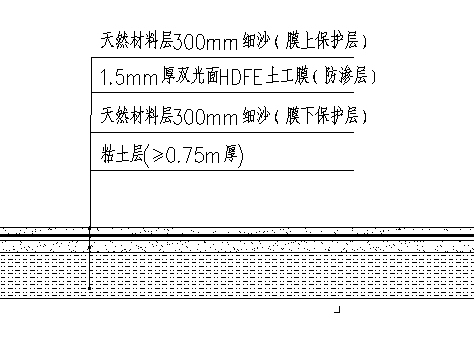 天然材料层300mm细沙(膜上保护层)
1.5mm厚双光面HDFE土工膜(防渗层)
天然材料层300mm细沙(膜下保护层)
粘土层(≥0.75m厚)